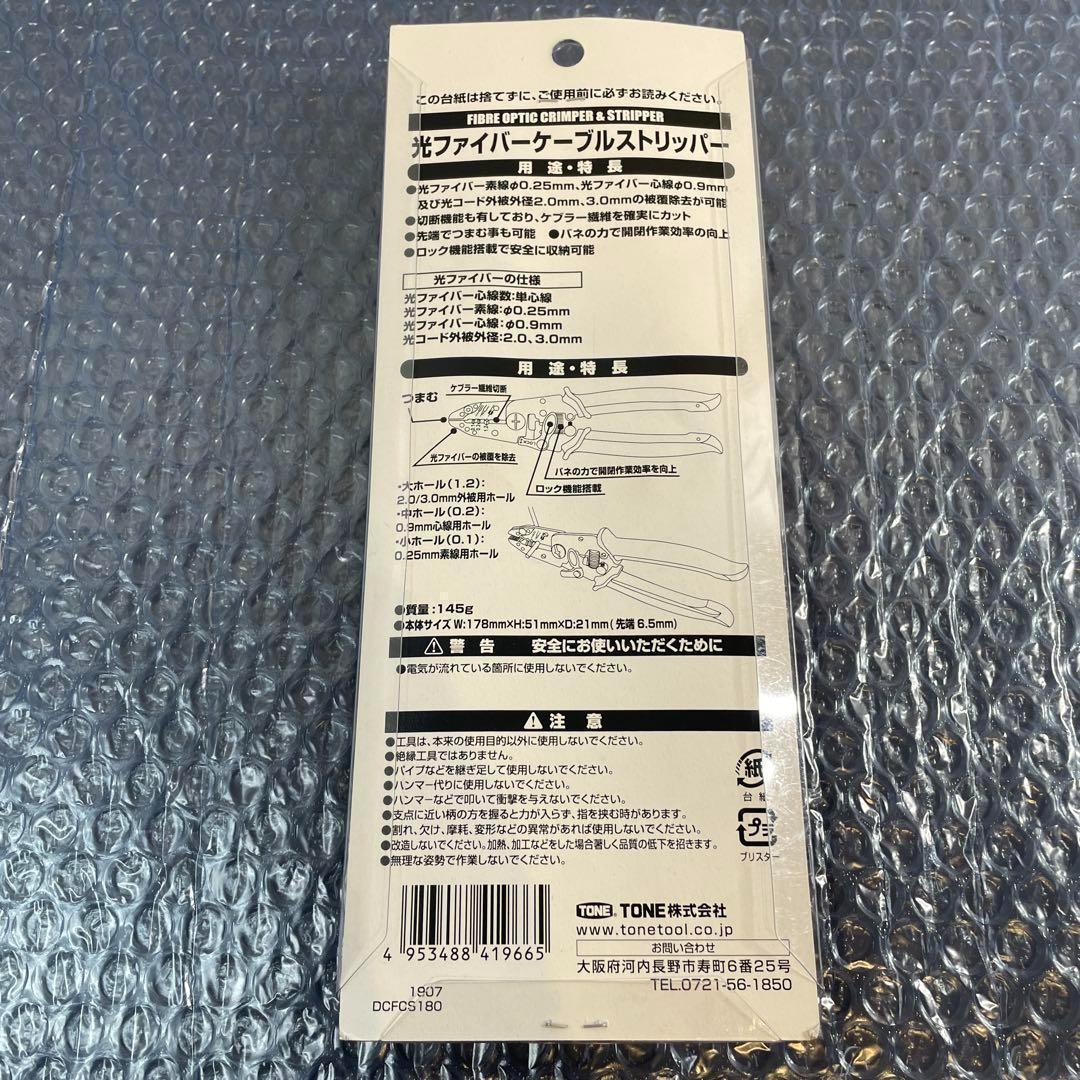 この台紙は捨てずに、ご使用前に必ずお読みください。
FIBRE OPTIC CRIMPER & STRIPPER
光ファイバーケーブルストリッパー
用途・特長
●光ファイバー素線φ0.25mm、光ファイバー心線φ0.9mm
及び光コード外被外径2.0mm、3.0mmの被覆除去が可能
●切断機能も有しており、ケブラー繊維を確実にカット
●先端でつまむ事も可能 ●バネの力で開閉作業効率の向上
●ロック機能搭載で安全に収納可能
光ファイバーの仕様
光ファイバー心線数:単心線
光ファイバー素線:φ0.25mm
光ファイバー心線:φ0.9mm
光コード外被外径:2.0、3.0mm
用途・特長
ケブラー繊維切断
つまむ
LOCK
光ファイバーの被覆を除去
バネの力で開閉作業効率を向上
ロック機能搭載
・大ホール(1.2):
2.0/3.0mm外被用ホール
・中ホール(0.2):
0.9mm心線用ホール
・小ホール(0.1):
0.25mm素線用ホール
●質量:145g
●本体サイズ W:178mm×H:51mm×D:21mm(先端 6.5mm)
⚠警告 安全にお使いいただくために
●電気が流れている箇所に使用しないでください。
⚠注意
●工具は、本来の使用目的以外に使用しないでください。
●絶縁工具ではありません。
●パイプなどを継ぎ足して使用しないでください。
●ハンマー代りに使用しないでください。
●ハンマーなどで叩いて衝撃を与えないでください。
●支点に近い柄の方を握ると力が入らず、指を挟む時があります。
●割れ、欠け、摩耗、変形などの異常があれば使用しないでください。
●改造しないでください。加熱、加工などをした場合著しく品質の低下を招きます。
●無理な姿勢で作業しないでください。
紙
台紙
プラ
ブリスター
4 953488 419665
1907
DCFCS180
TONE® TONE株式会社
www.tonetool.co.jp
お問い合わせ
大阪府河内長野市寿町6番25号
TEL.0721-56-1850